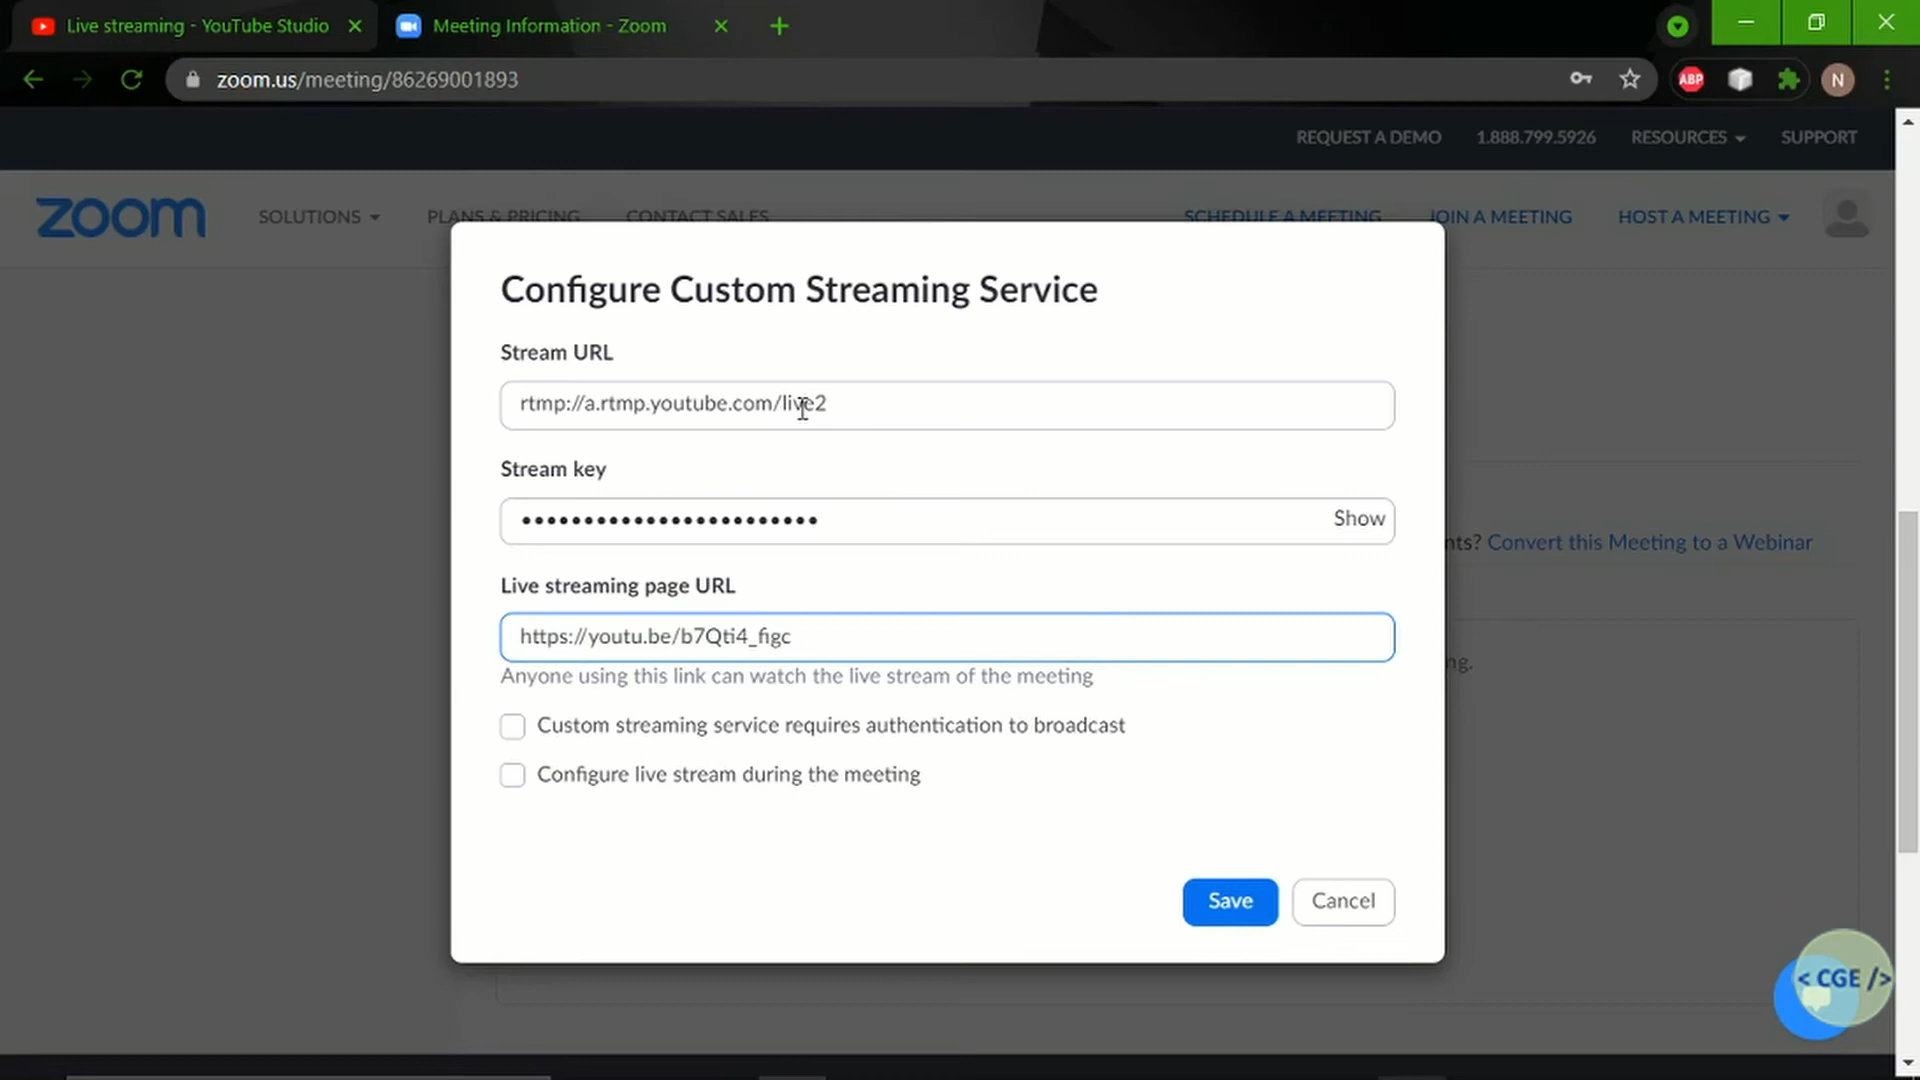 Live streaming - YouTube Studio
Meeting Information - Zoom
zoom.us/meeting/86269001893
ABP
N
REQUEST A DEMO
1.888.799.5926
RESOURCES
SUPPORT
zoom
SOLUTIONS
PLANS & PRICING
CONTACT SALES
SCHEDULE A MEETING
JOIN A MEETING
HOST A MEETING
Configure Custom Streaming Service
Stream URL
rtmp://a.rtmp.youtube.com/live2
Stream key
••••••••••••••••••••••••
Show
nts? Convert this Meeting to a Webinar
Live streaming page URL
https://youtu.be/b7Qti4_figc
ng.
Anyone using this link can watch the live stream of the meeting
Custom streaming service requires authentication to broadcast
Configure live stream during the meeting
Save
Cancel
< CGE />